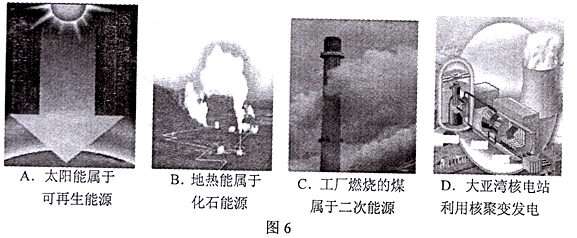 A．太阳能属于
可再生能源
B．地热能属于
化石能源
C．工厂燃烧的煤
属于二次能源
D．大亚湾核电站
利用核聚变发电
图6